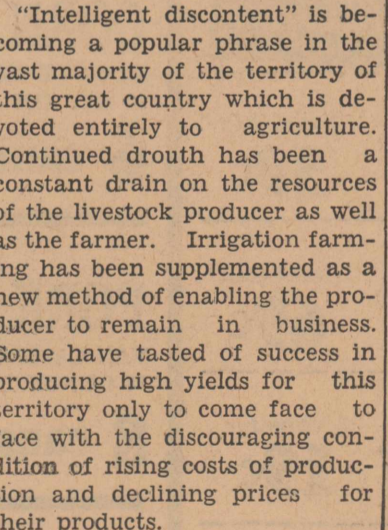 "Intelligent discontent" is be-
coming a popular phrase in the
vast majority of the territory of
this great country which is de-
voted entirely to agriculture.
Continued drouth has been a
constant drain on the resources
of the livestock producer as well
as the farmer. Irrigation farm-
ing has been supplemented as a
new method of enabling the pro-
ducer to remain in business.
Some have tasted of success in
producing high yields for this
territory only to come face to
face with the discouraging con-
dition of rising costs of produc-
tion and declining prices for
their products.